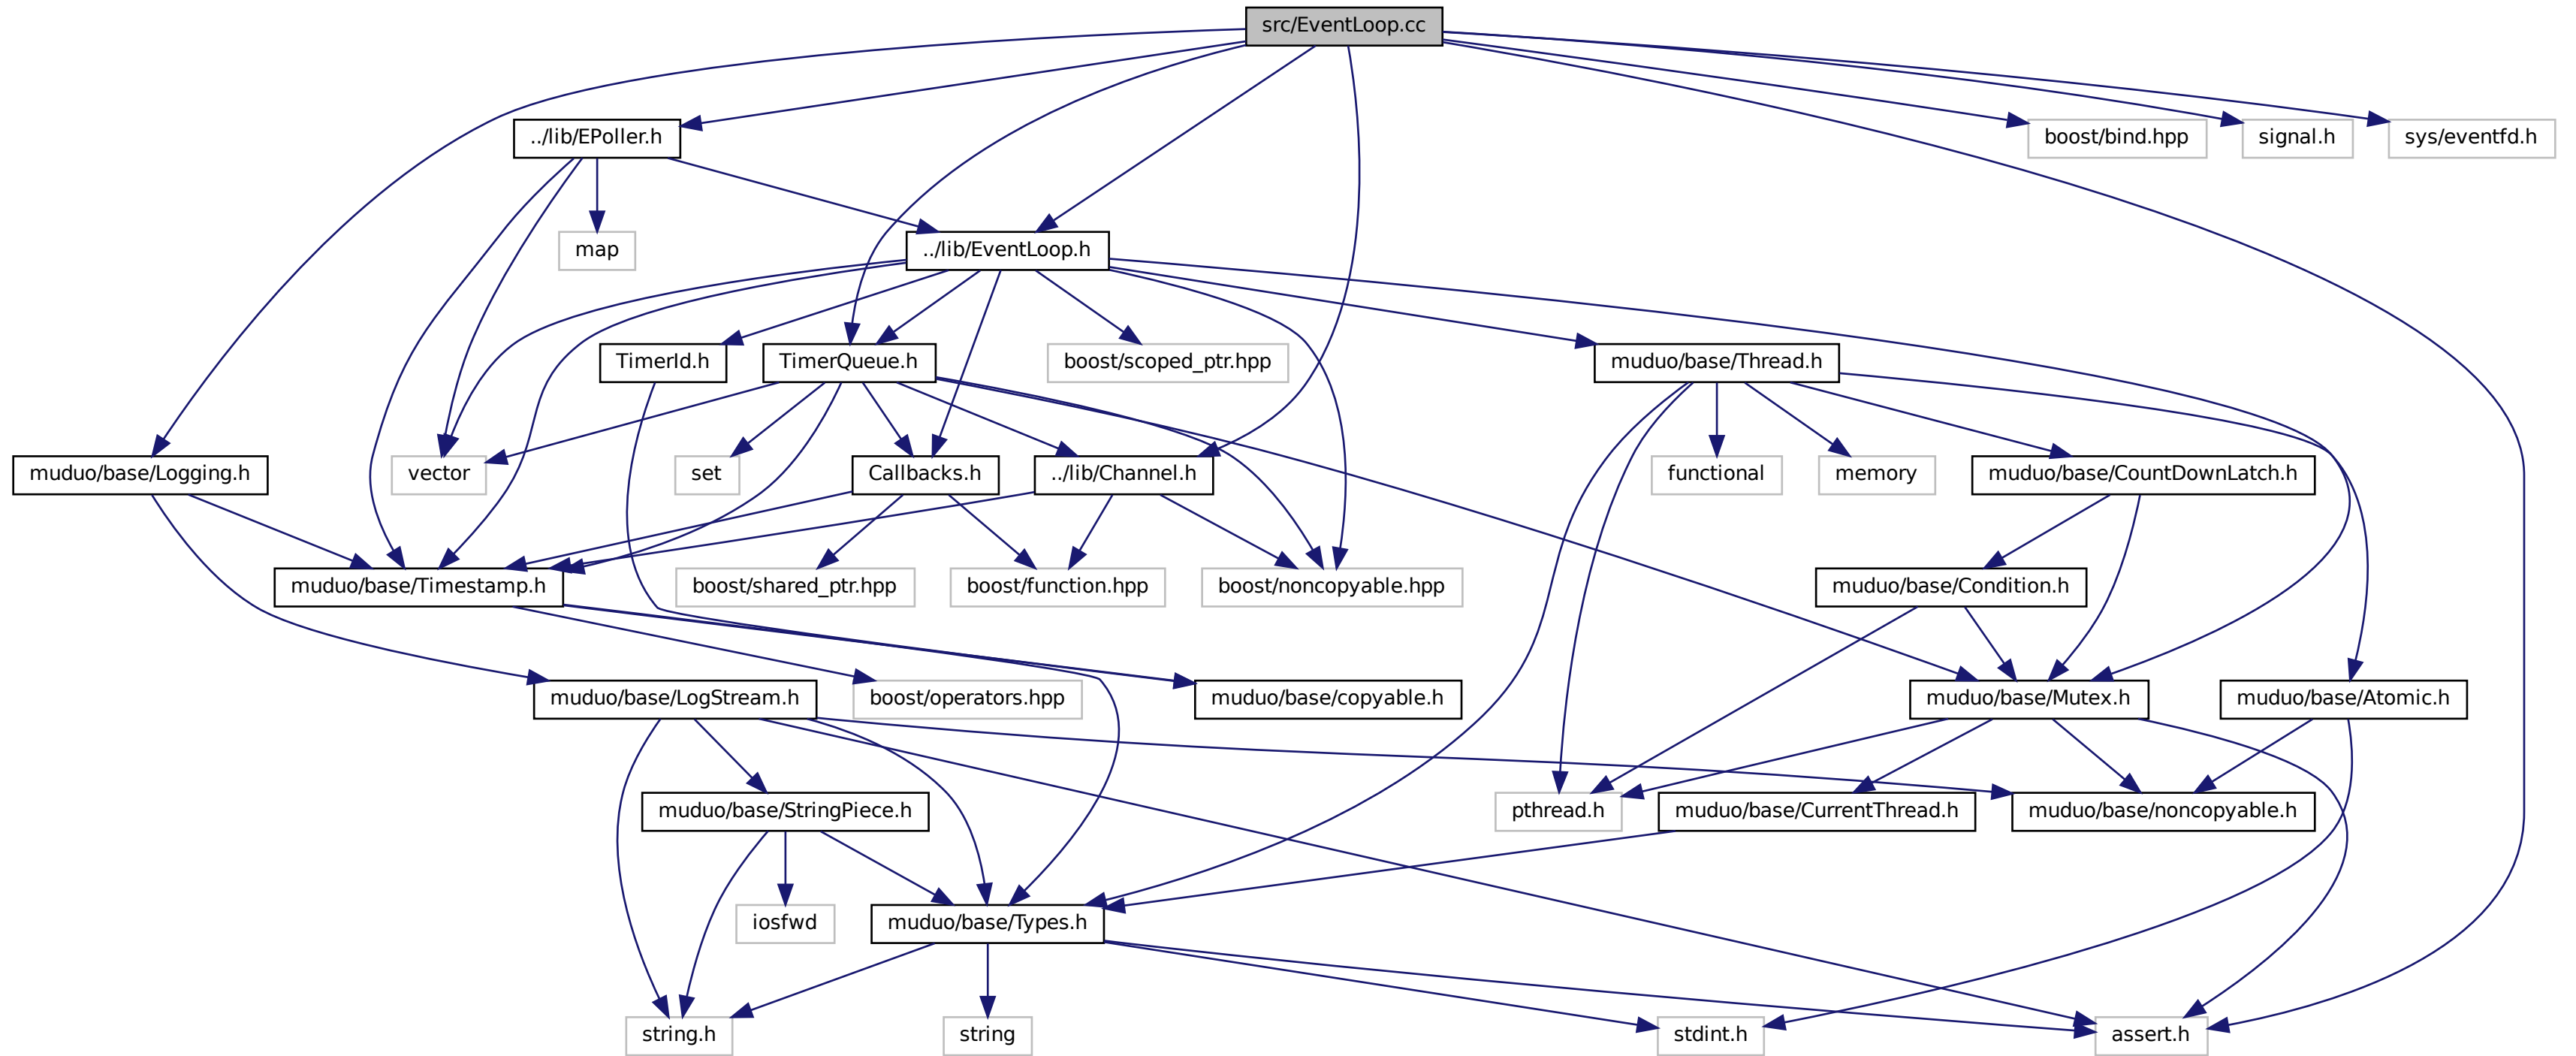 src/EventLoop.cc
../lib/EPoller.h
boost/bind.hpp
signal.h
sys/eventfd.h
map
../lib/EventLoop.h
TimerId.h
TimerQueue.h
boost/scoped_ptr.hpp
muduo/base/Thread.h
muduo/base/Logging.h
vector
set
Callbacks.h
../lib/Channel.h
functional
memory
muduo/base/CountDownLatch.h
muduo/base/Timestamp.h
boost/shared_ptr.hpp
boost/function.hpp
boost/noncopyable.hpp
muduo/base/Condition.h
muduo/base/LogStream.h
boost/operators.hpp
muduo/base/copyable.h
muduo/base/Mutex.h
muduo/base/Atomic.h
muduo/base/StringPiece.h
pthread.h
muduo/base/CurrentThread.h
muduo/base/noncopyable.h
iosfwd
muduo/base/Types.h
string.h
string
stdint.h
assert.h